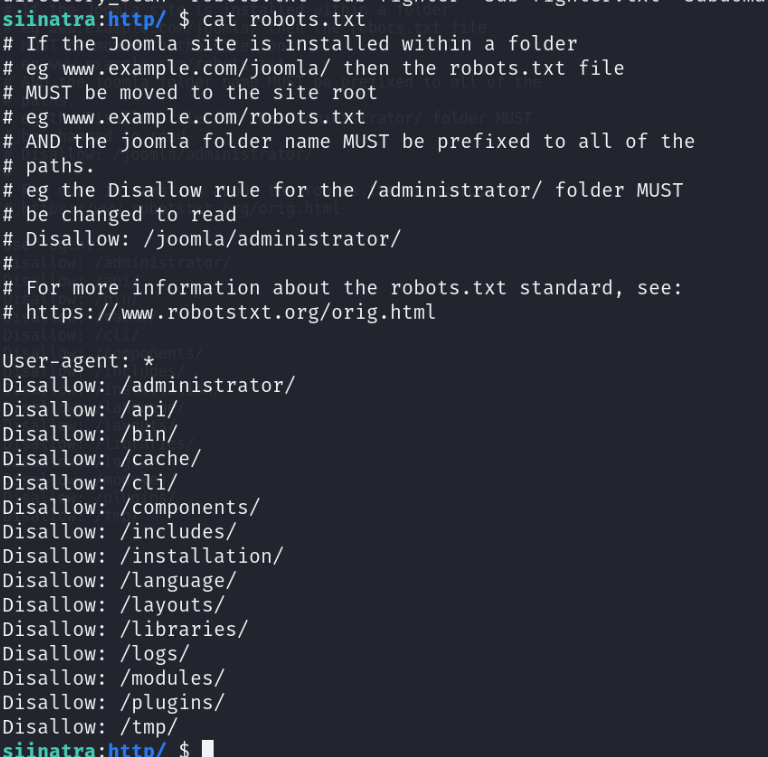 siinatra:http/ $ cat robots.txt
# If the Joomla site is installed within a folder
# eg www.example.com/joomla/ then the robots.txt file
# MUST be moved to the site root
# eg www.example.com/robots.txt
# AND the joomla folder name MUST be prefixed to all of the
# paths.
# eg the Disallow rule for the /administrator/ folder MUST
# be changed to read
# Disallow: /joomla/administrator/
#
# For more information about the robots.txt standard, see:
# https://www.robotstxt.org/orig.html
User-agent: *
Disallow: /administrator/
Disallow: /api/
Disallow: /bin/
Disallow: /cache/
Disallow: /cli/
Disallow: /components/
Disallow: /includes/
Disallow: /installation/
Disallow: /language/
Disallow: /layouts/
Disallow: /libraries/
Disallow: /logs/
Disallow: /modules/
Disallow: /plugins/
Disallow: /tmp/
siinatra:http/ $